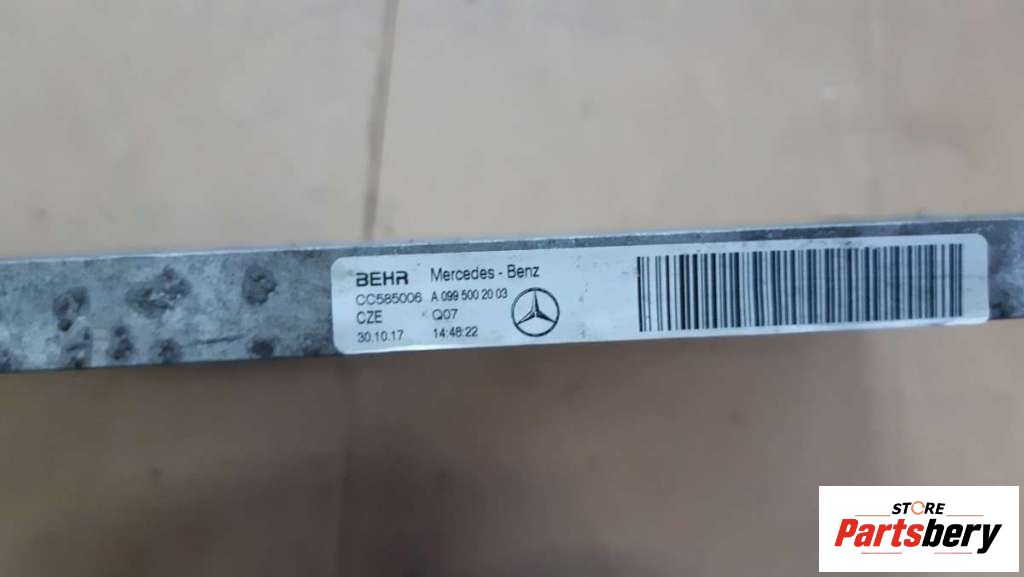 BEHR Mercedes - Benz
CC585006 A 099 500 20 03
CZE Q07
30.10.17 14:48:22
STORE
Partsbery